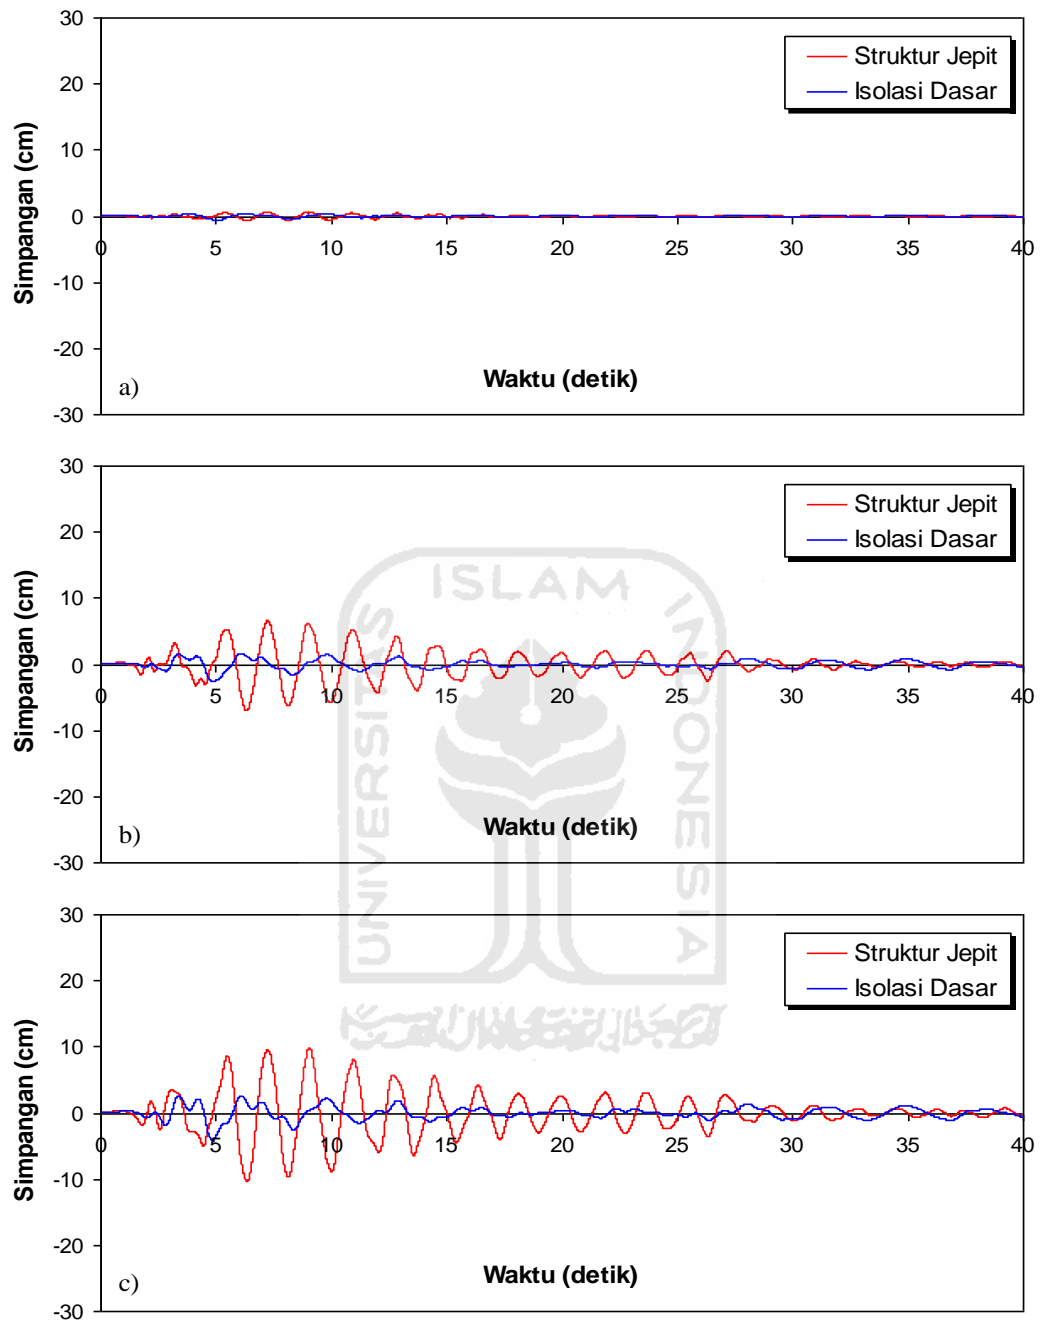 30
Struktur Jepit
Isolasi Dasar
20
10
0
-10
-20
-30
Simpangan (cm)
0 5 10 15 20 25 30 35 40
Waktu (detik)
a)
30
Struktur Jepit
Isolasi Dasar
20
10
0
-10
-20
-30
Simpangan (cm)
0 5 10 15 20 25 30 35 40
Waktu (detik)
b)
30
Struktur Jepit
Isolasi Dasar
20
10
0
-10
-20
-30
Simpangan (cm)
0 5 10 15 20 25 30 35 40
Waktu (detik)
c)
UNIVERSITAS
ISLAM
INDONESIA